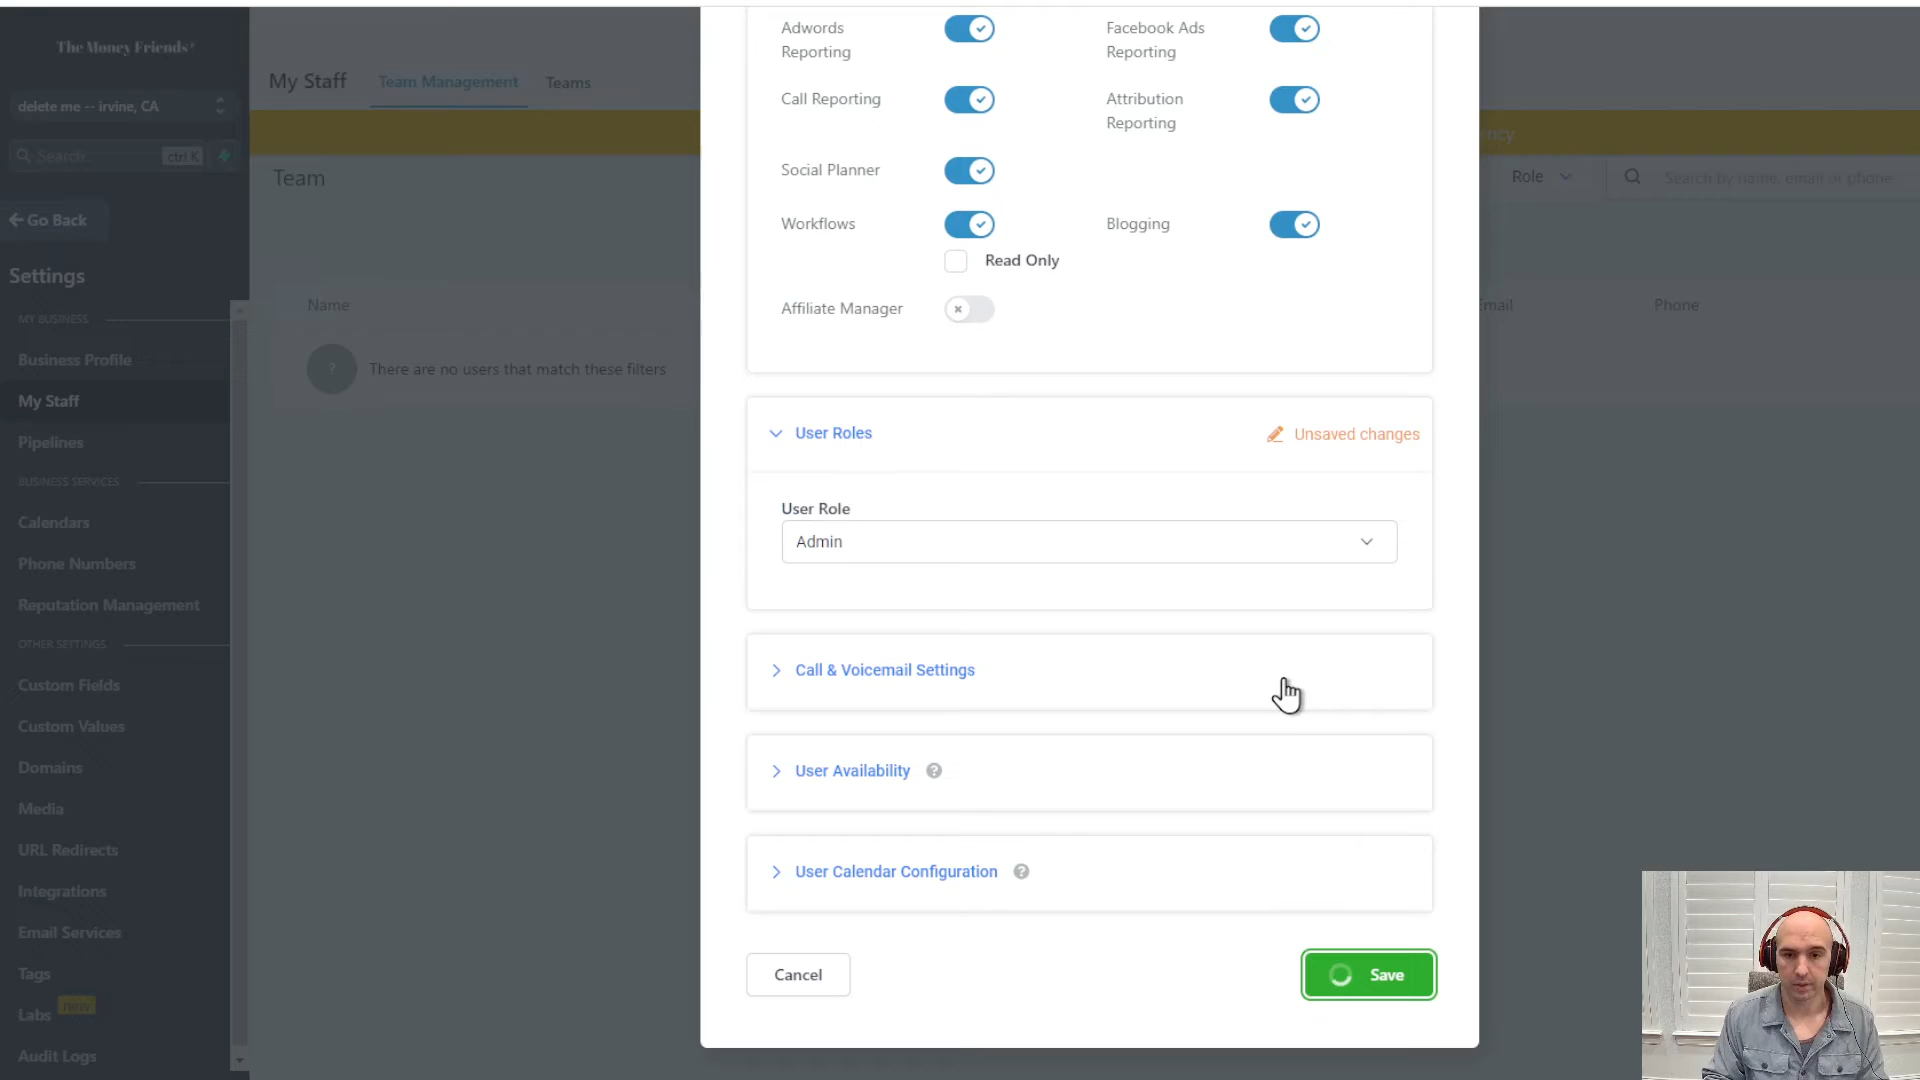 The Money Friends
delete me -- irvine, CA
Search...
ctrl K
Go Back
Settings
MY BUSINESS
Business Profile
My Staff
Pipelines
BUSINESS SERVICES
Calendars
Phone Numbers
Reputation Management
OTHER SETTINGS
Custom Fields
Custom Values
Domains
Media
URL Redirects
Integrations
Email Services
Tags
Labs
new
Audit Logs
My Staff
Team Management
Teams
Team
Name
? There are no users that match these filters
Adwords
Reporting
Facebook Ads
Reporting
Call Reporting
Attribution
Reporting
Social Planner
Workflows
Blogging
Read Only
Affiliate Manager
User Roles
Unsaved changes
User Role
Admin
Call & Voicemail Settings
User Availability ?
User Calendar Configuration ?
Cancel
Save
Role
Search by name, email or phone
Phone